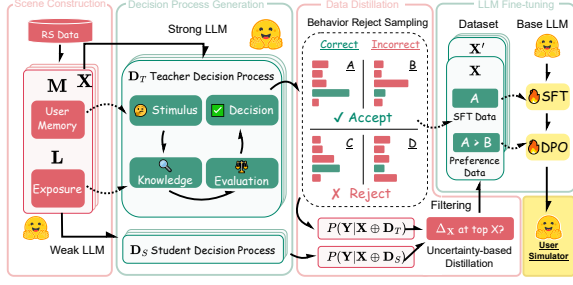 Scene Construction
RS Data
M
X
User
Memory
L
Exposure
Weak LLM
Decision Process Generation
Strong LLM
D_T Teacher Decision Process
Stimulus
Decision
Knowledge
Evaluation
D_S Student Decision Process
Data Distillation
Behavior Reject Sampling
Correct
Incorrect
A
B
✓ Accept
C
D
✗ Reject
P(Y|X ⊕ D_T)
P(Y|X ⊕ D_S)
Filtering
Δ_X at top X?
Uncertainty-based
Distillation
LLM Fine-tuning
Dataset
X'
X
A
SFT Data
A > B
Preference
Data
Base LLM
SFT
DPO
User
Simulator